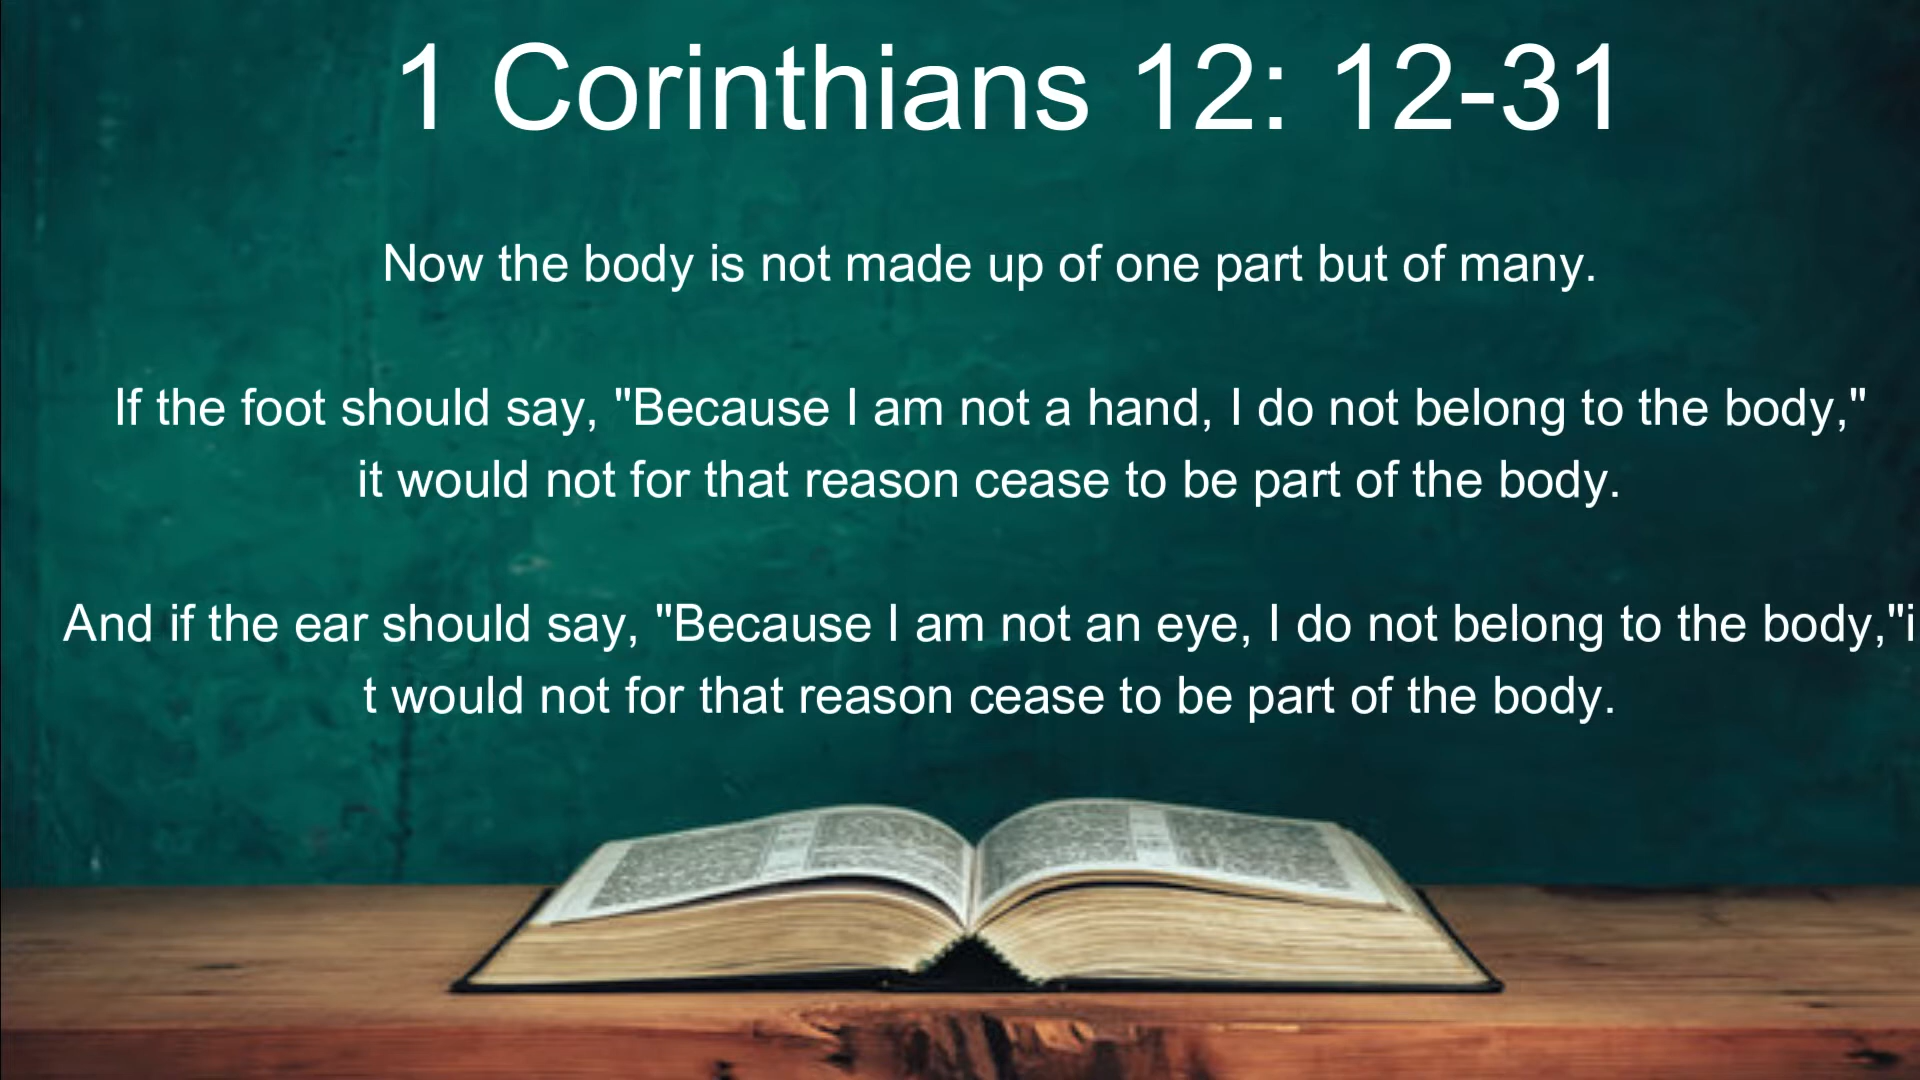 1 Corinthians 12: 12-31
Now the body is not made up of one part but of many.
If the foot should say, "Because I am not a hand, I do not belong to the body,"
it would not for that reason cease to be part of the body.
And if the ear should say, "Because I am not an eye, I do not belong to the body,"i
t would not for that reason cease to be part of the body.